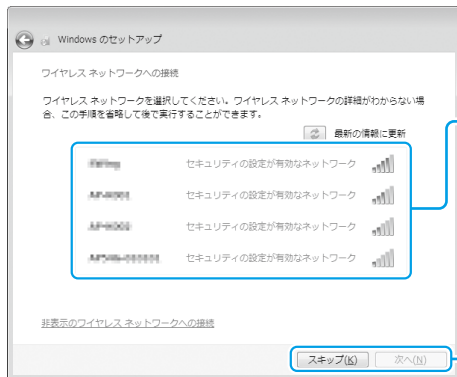 Windows のセットアップ
ワイヤレス ネットワークへの接続
ワイヤレス ネットワークを選択してください。ワイヤレス ネットワークの詳細がわからない場
合、この手順を省略して後で実行することができます。
最新の情報に更新
セキュリティの設定が有効なネットワーク
セキュリティの設定が有効なネットワーク
セキュリティの設定が有効なネットワーク
セキュリティの設定が有効なネットワーク
非表示のワイヤレス ネットワークへの接続
スキップ(K) 次へ(N)